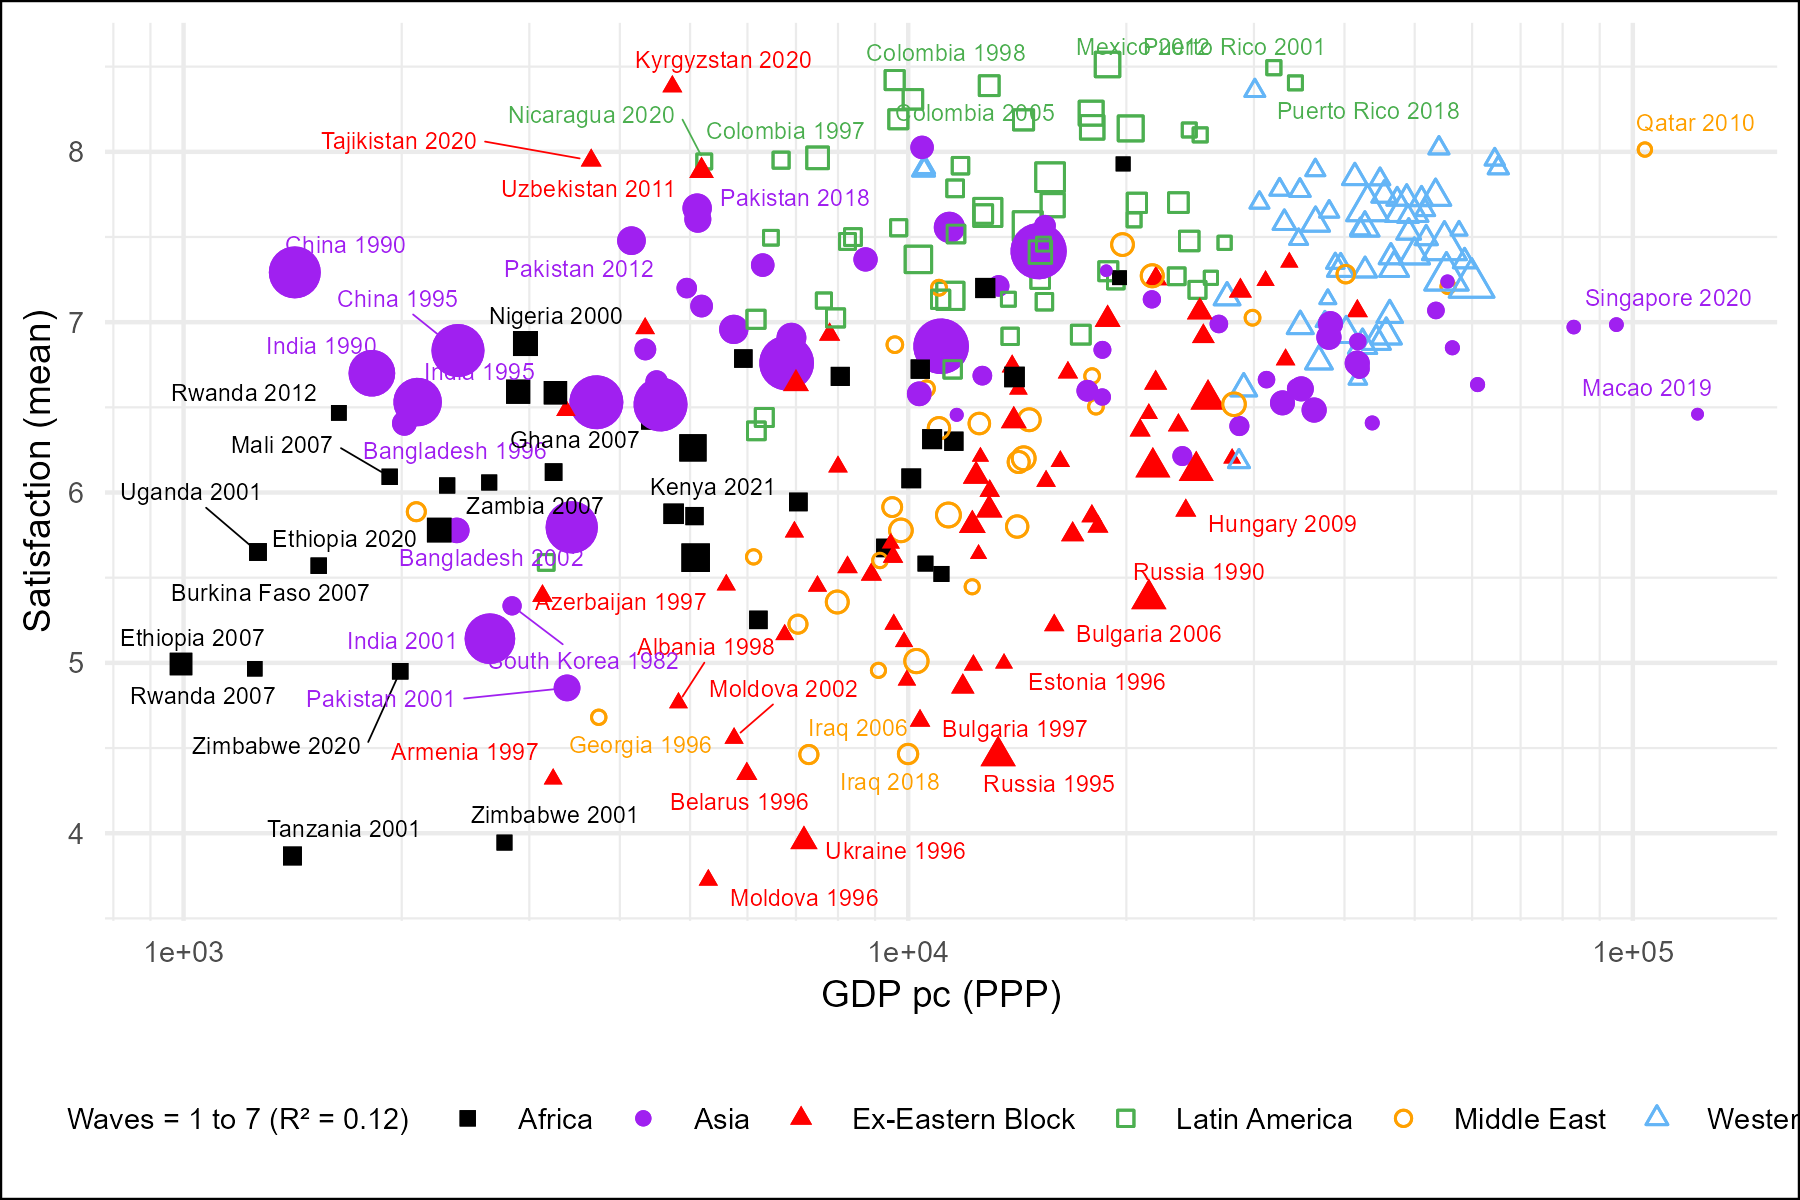 Kyrgyzstan 2020
Colombia 1998
Mexico 2012
Puerto Rico 2001
Nicaragua 2020
Colombia 2005
Puerto Rico 2018
Qatar 2010
Tajikistan 2020
Colombia 1997
8
Uzbekistan 2011
Pakistan 2018
China 1990
Pakistan 2012
China 1995
Singapore 2020
Nigeria 2000
7
India 1990
India 1995
Rwanda 2012
Macao 2019
Ghana 2007
Mali 2007
Bangladesh 1996
Uganda 2001
Kenya 2021
6
Zambia 2007
Hungary 2009
Ethiopia 2020
Bangladesh 2002
Russia 1990
Burkina Faso 2007
Azerbaijan 1997
Ethiopia 2007
India 2001
Albania 1998
Bulgaria 2006
5
South Korea 1982
Estonia 1996
Rwanda 2007
Pakistan 2001
Moldova 2002
Iraq 2006
Bulgaria 1997
Zimbabwe 2020
Armenia 1997
Georgia 1996
Iraq 2018
Russia 1995
Belarus 1996
Zimbabwe 2001
Tanzania 2001
4
Ukraine 1996
Moldova 1996
Satisfaction (mean)
1e+03 1e+04 1e+05
GDP pc (PPP)
Waves = 1 to 7 (R² = 0.12) Africa Asia Ex-Eastern Block Latin America Middle East Wester